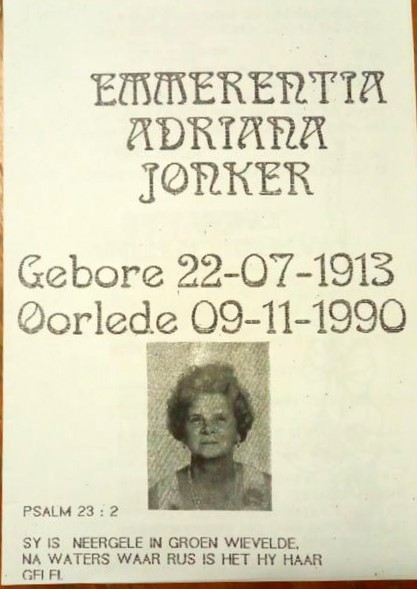 EMMERENTIA
ADRIANA
JONKER
Gebore 22-07-1913
Oorlede 09-11-1990
PSALM 23 : 2
SY IS NEERGELE IN GROEN WIEVELDE,
NA WATERS WAAR RUS IS HET HY HAAR
GELEI.